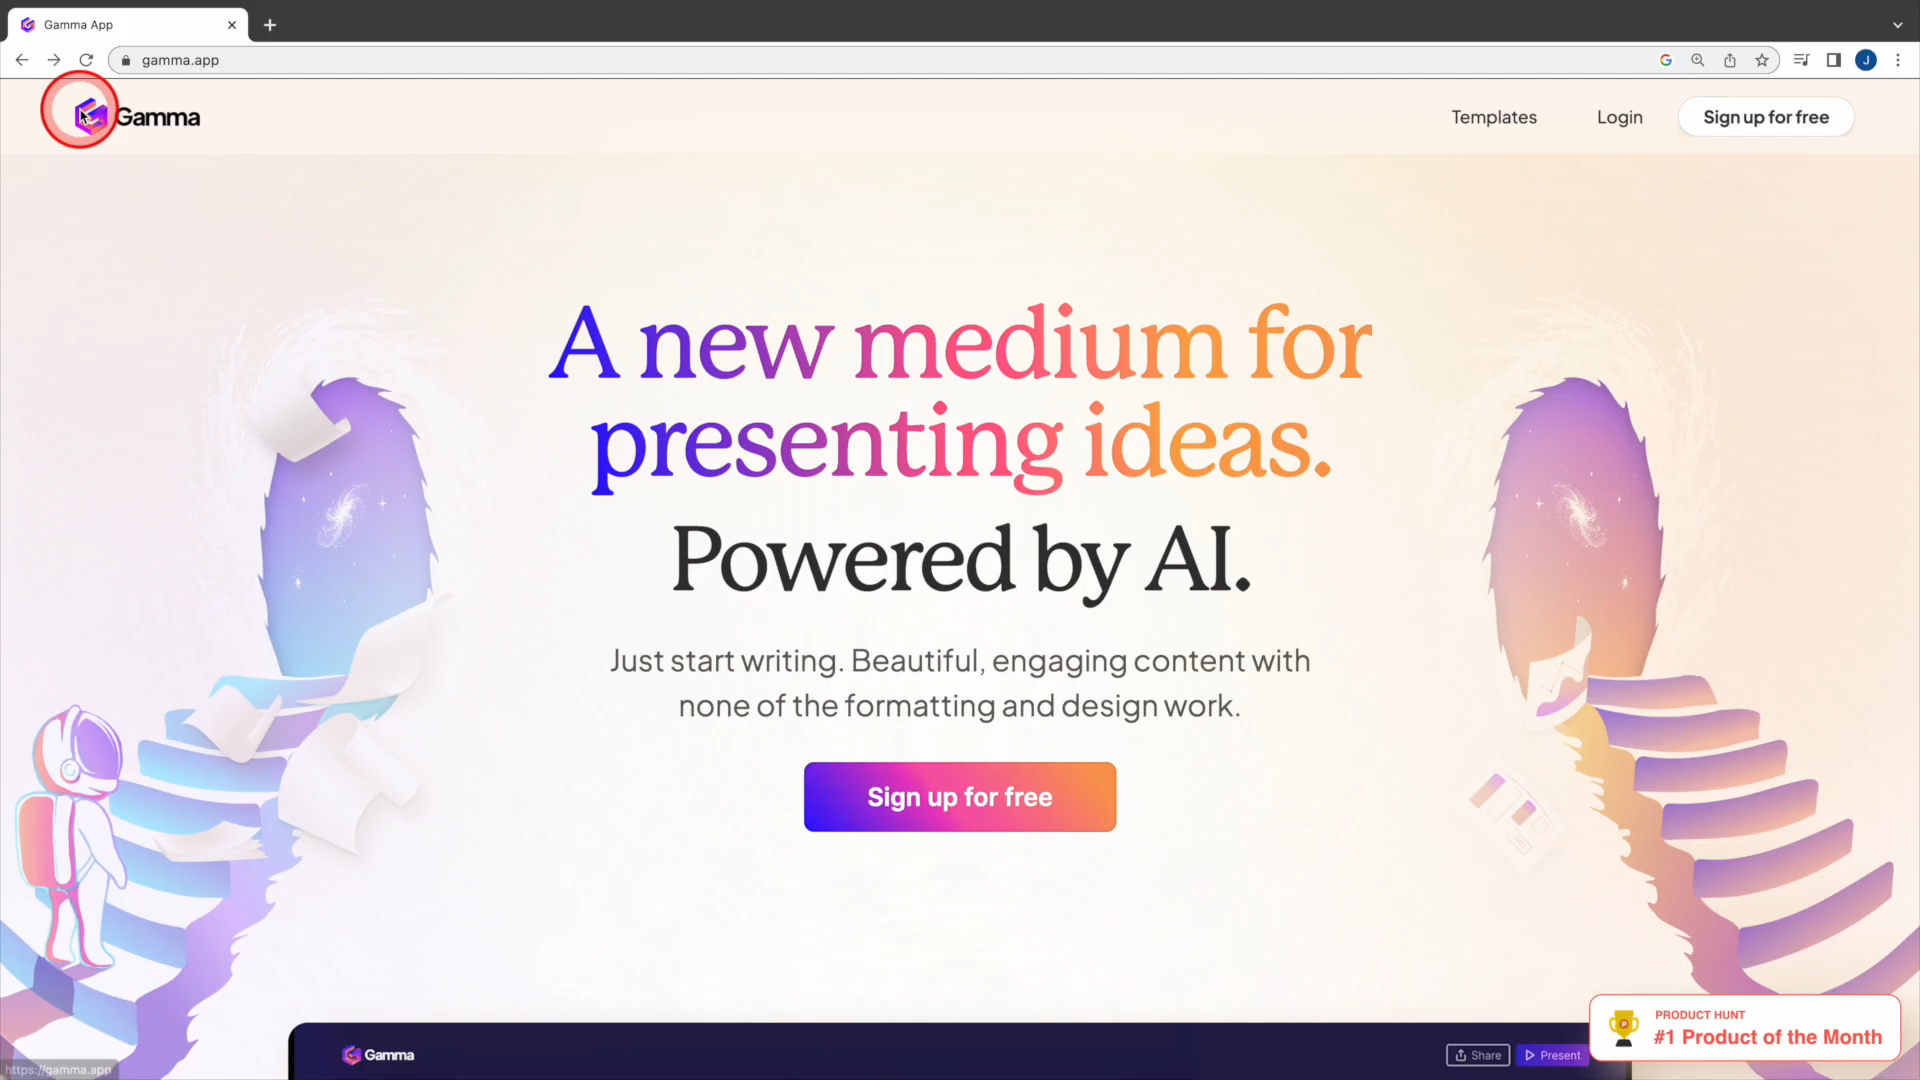 Gamma App
gamma.app
J
Gamma
Templates
Login
Sign up for free
A new medium for
presenting ideas.
Powered by AI.
Just start writing. Beautiful, engaging content with
none of the formatting and design work.
Sign up for free
PRODUCT HUNT
#1 Product of the Month
Gamma
Share
Present
https://gamma.app